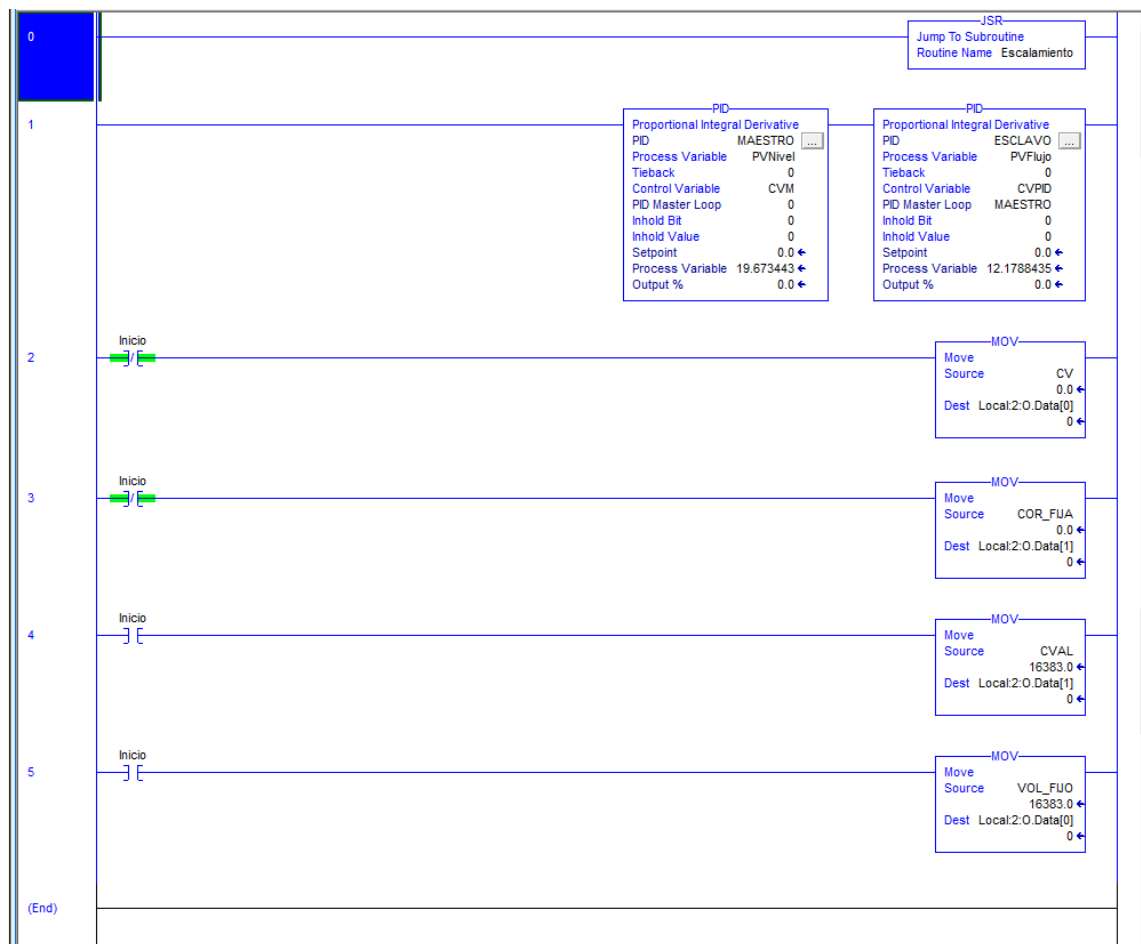 0
JSR
Jump To Subroutine
Routine Name Escalamiento
1
PID
Proportional Integral Derivative
PID MAESTRO ...
Process Variable PVNivel
Tieback 0
Control Variable CVM
PID Master Loop 0
Inhold Bit 0
Inhold Value 0
Setpoint 0.0
Process Variable 19.673443
Output % 0.0
PID
Proportional Integral Derivative
PID ESCLAVO ...
Process Variable PVFlujo
Tieback 0
Control Variable CVPID
PID Master Loop MAESTRO
Inhold Bit 0
Inhold Value 0
Setpoint 0.0
Process Variable 12.1788435
Output % 0.0
2
Inicio
MOV
Move
Source CV
0.0
Dest Local:2:O.Data[0]
0
3
Inicio
MOV
Move
Source COR_FIJA
0.0
Dest Local:2:O.Data[1]
0
4
Inicio
MOV
Move
Source CVAL
16383.0
Dest Local:2:O.Data[1]
0
5
Inicio
MOV
Move
Source VOL_FIJO
16383.0
Dest Local:2:O.Data[0]
0
(End)